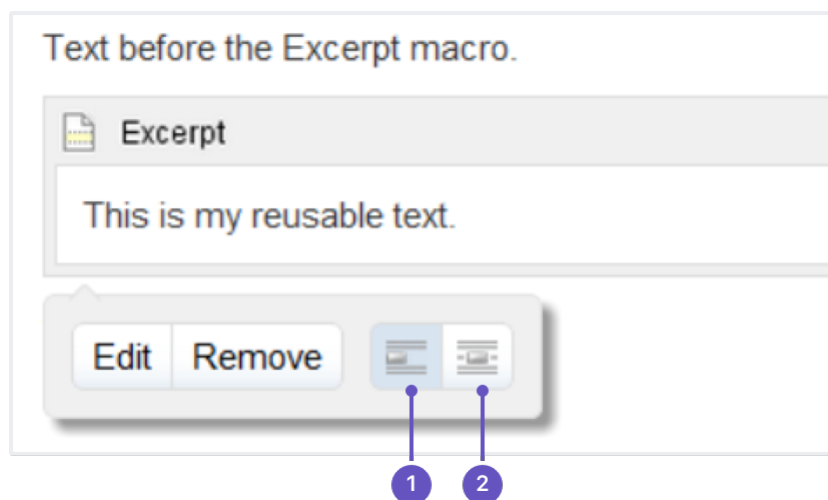 Text before the Excerpt macro.
Excerpt
This is my reusable text.
Edit Remove
1 2